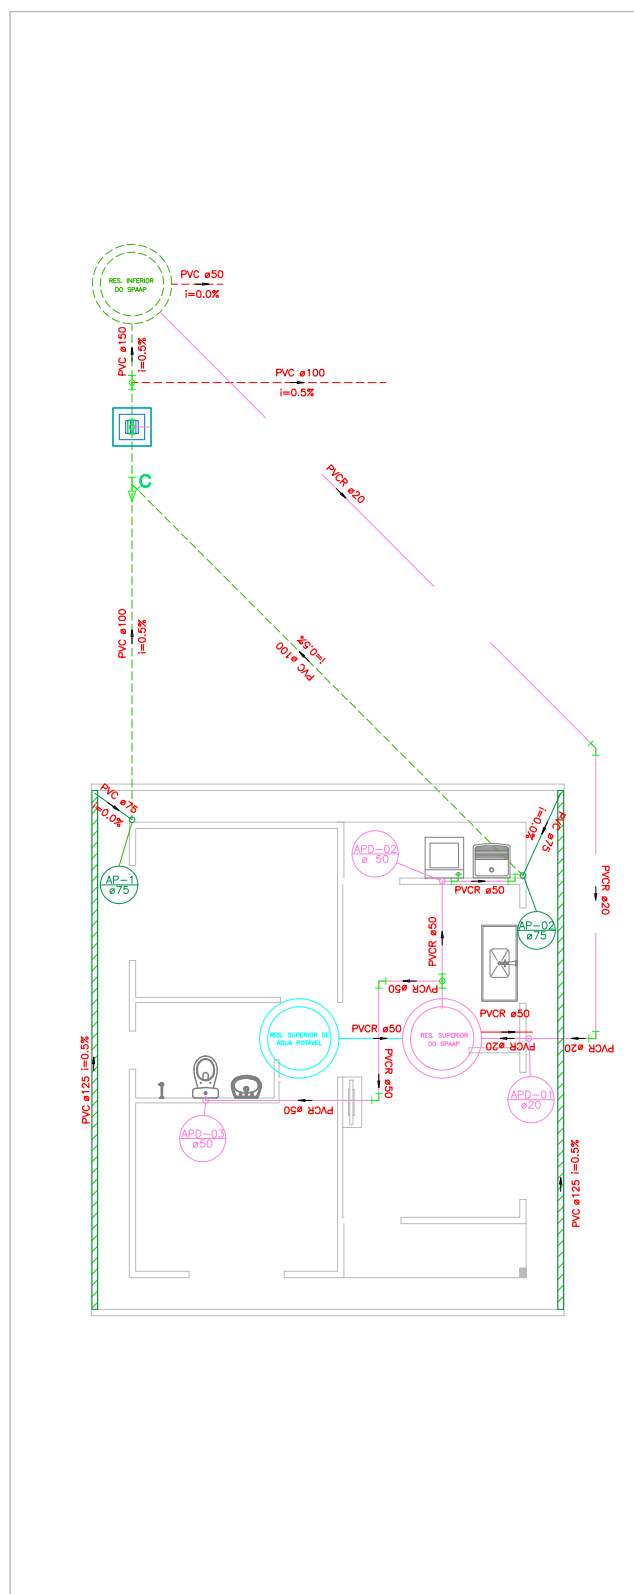 PVC ø50
i=0.0%
RES. INFERIOR
DO SPAAP
PVC ø150
i=0.5%
PVC ø100
i=0.5%
C
PVCR ø20
PVC ø100
i=0.5%
PVC ø100
i=0.5%
PVC ø75
i=0.0%
PVC ø75
i=0.0%
APD-02
ø 50
AP-1
ø75
PVCR ø50
PVCR ø20
AP-02
ø75
PVCR ø50
PVCR ø50
PVCR ø50
PVCR ø50
RES. SUPERIOR DE
ÁGUA POTÁVEL
RES. SUPERIOR
DO SPAAP
PVCR ø20
PVCR ø20
PVCR ø50
PVC ø125 i=0.5%
APD-01
ø20
PVCR ø50
APD-03
ø50
PVC ø125 i=0.5%